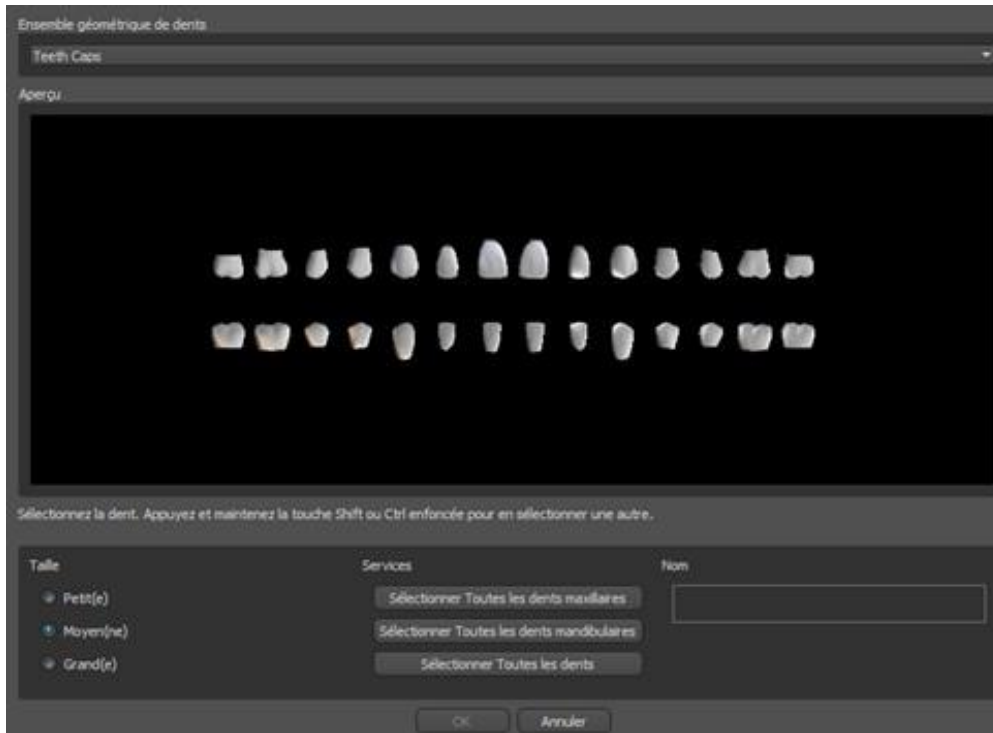 Ensemble géométrique de dents
Teeth Caps
Aperçu
Sélectionnez la dent. Appuyez et maintenez la touche Shift ou Ctrl enfoncée pour en sélectionner une autre.
Taille
Services
Nom
Petit(e)
Sélectionner Toutes les dents maxillaires
Moyen(ne)
Sélectionner Toutes les dents mandibulaires
Grand(e)
Sélectionner Toutes les dents
OK
Annuler